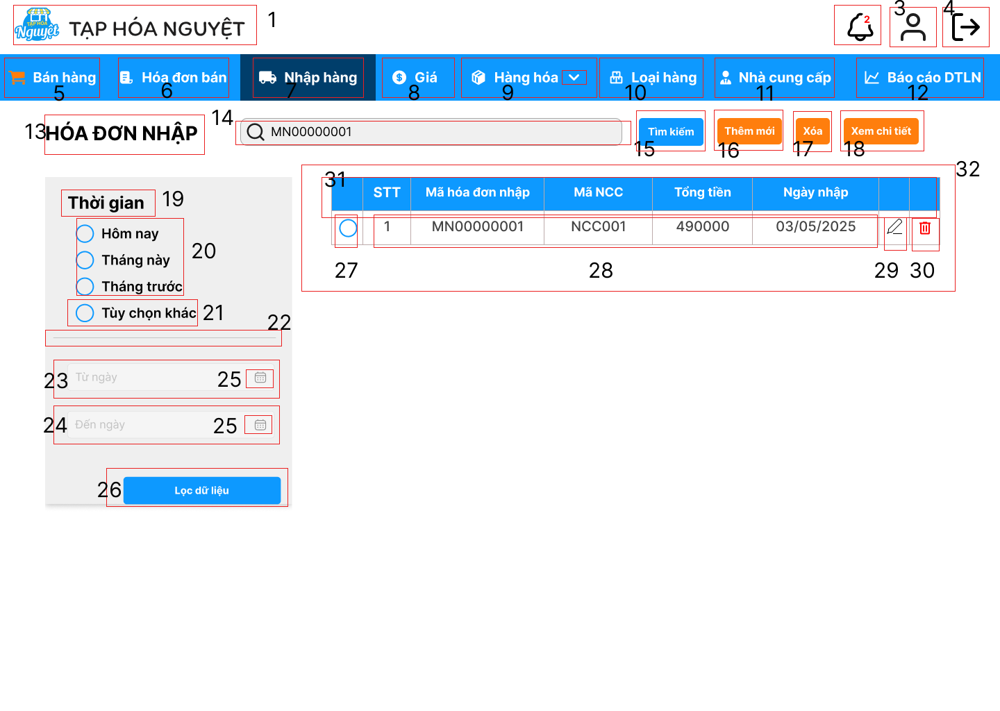 TẠP HÓA
Nguyệt
TẠP HÓA NGUYỆT
1
2
3
4
Bán hàng
Hóa đơn bán
Nhập hàng
Giá
Hàng hóa
Loại hàng
Nhà cung cấp
Báo cáo DTLN
5
6
7
8
9
10
11
12
13
HÓA ĐƠN NHẬP
14
MN00000001
Tìm kiếm
Thêm mới
Xóa
Xem chi tiết
15
16
17
18
32
31
Thời gian
19
Hôm nay
Tháng này
Tháng trước
20
Tùy chọn khác
21
22
23
Từ ngày
25
24
Đến ngày
25
26
Lọc dữ liệu
STT
Mã hóa đơn nhập
Mã NCC
Tổng tiền
Ngày nhập
1
MN00000001
NCC001
490000
03/05/2025
27
28
29
30